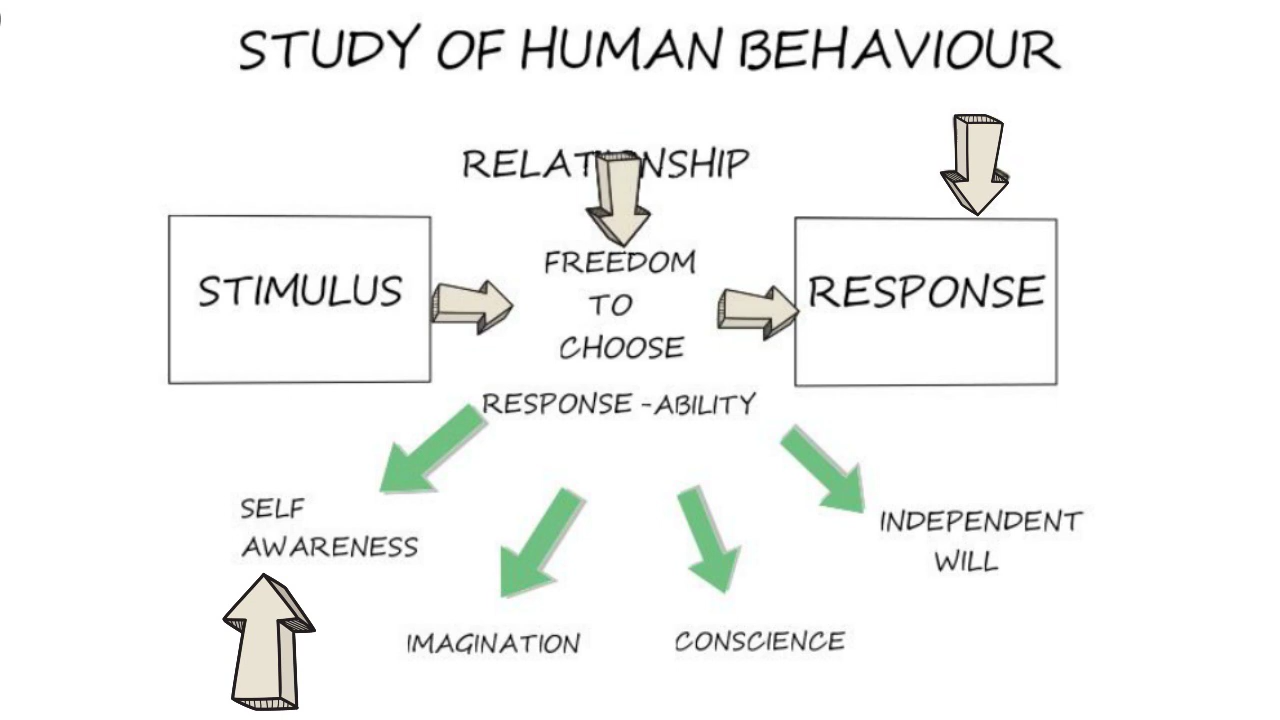 STUDY OF HUMAN BEHAVIOUR
RELATIONSHIP
STIMULUS
FREEDOM
TO
CHOOSE
RESPONSE
RESPONSE -ABILITY
SELF
AWARENESS
IMAGINATION
CONSCIENCE
INDEPENDENT
WILL